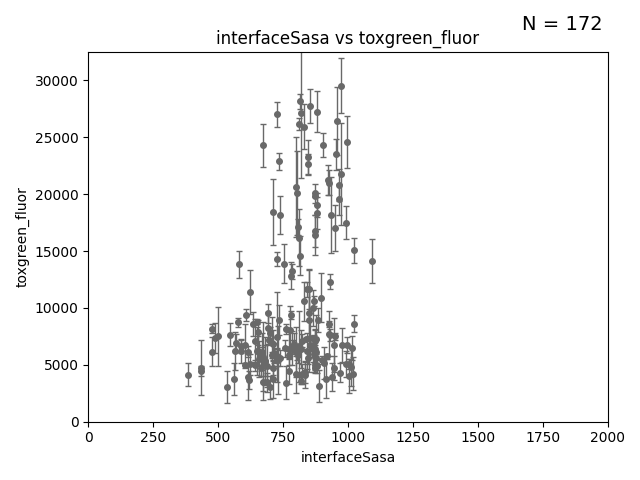 N = 172
interfaceSasa vs toxgreen_fluor
30000
25000
20000
15000
10000
5000
0
toxgreen_fluor
0 250 500 750 1000 1250 1500 1750 2000
interfaceSasa